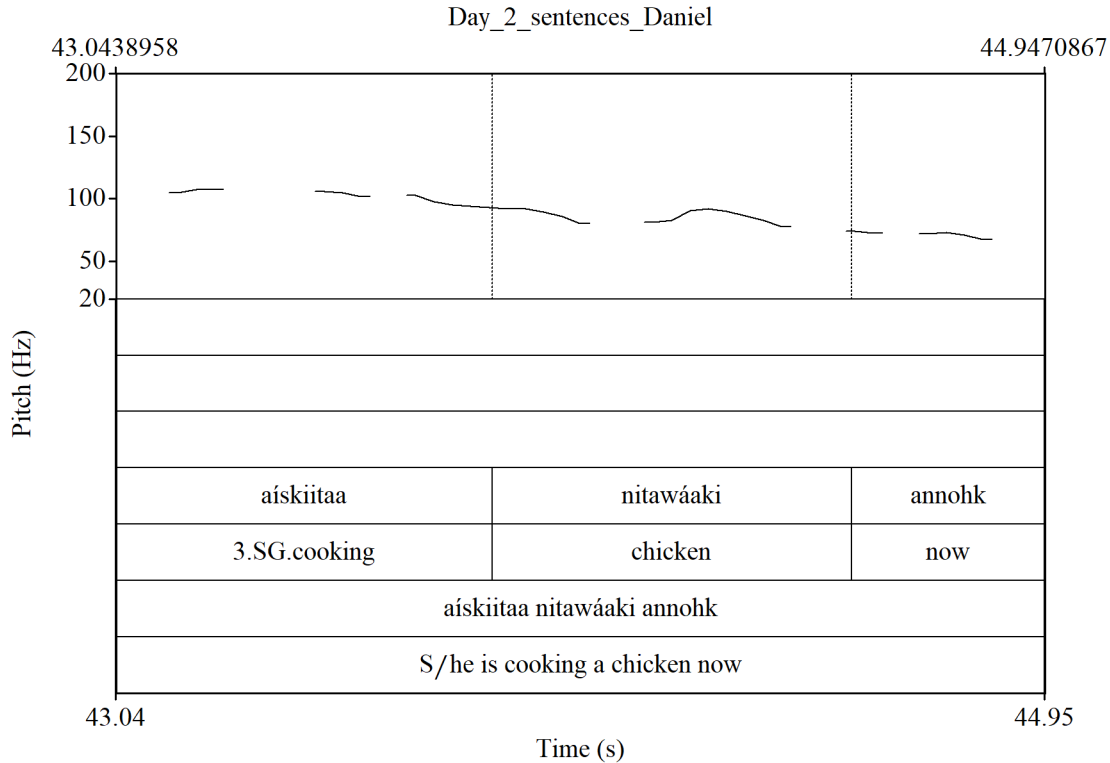 Day_2_sentences_Daniel
43.0438958 44.9470867
200
150
100
50
20
Pitch (Hz)
aískiitaa nitawáaki annohk
3.SG.cooking chicken now
aískiitaa nitawáaki annohk
S/he is cooking a chicken now
43.04 44.95
Time (s)